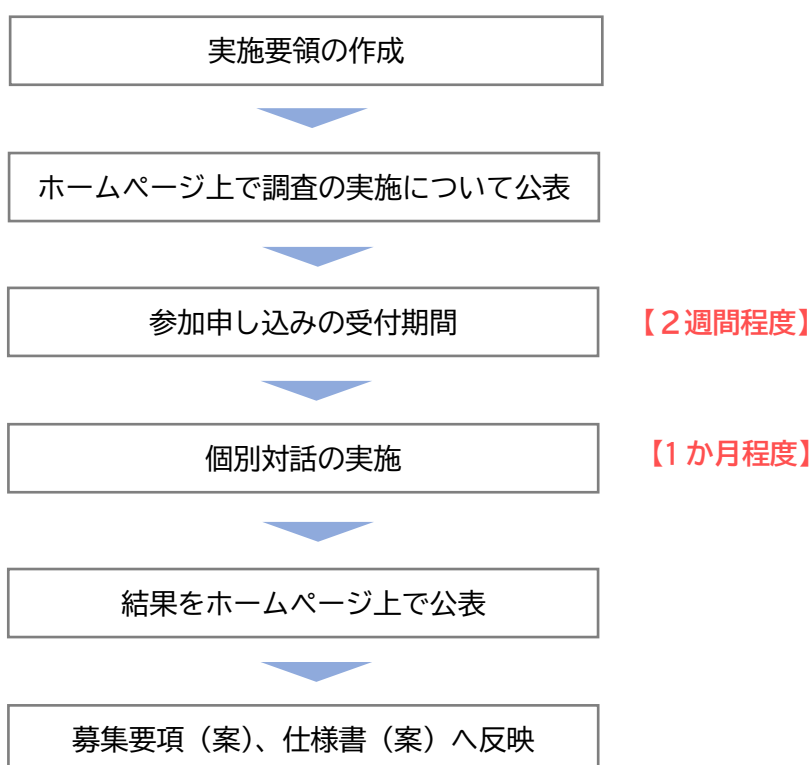 実施要領の作成
ホームページ上で調査の実施について公表
参加申し込みの受付期間
【２週間程度】
個別対話の実施
【1 か月程度】
結果をホームページ上で公表
募集要項（案）、仕様書（案）へ反映